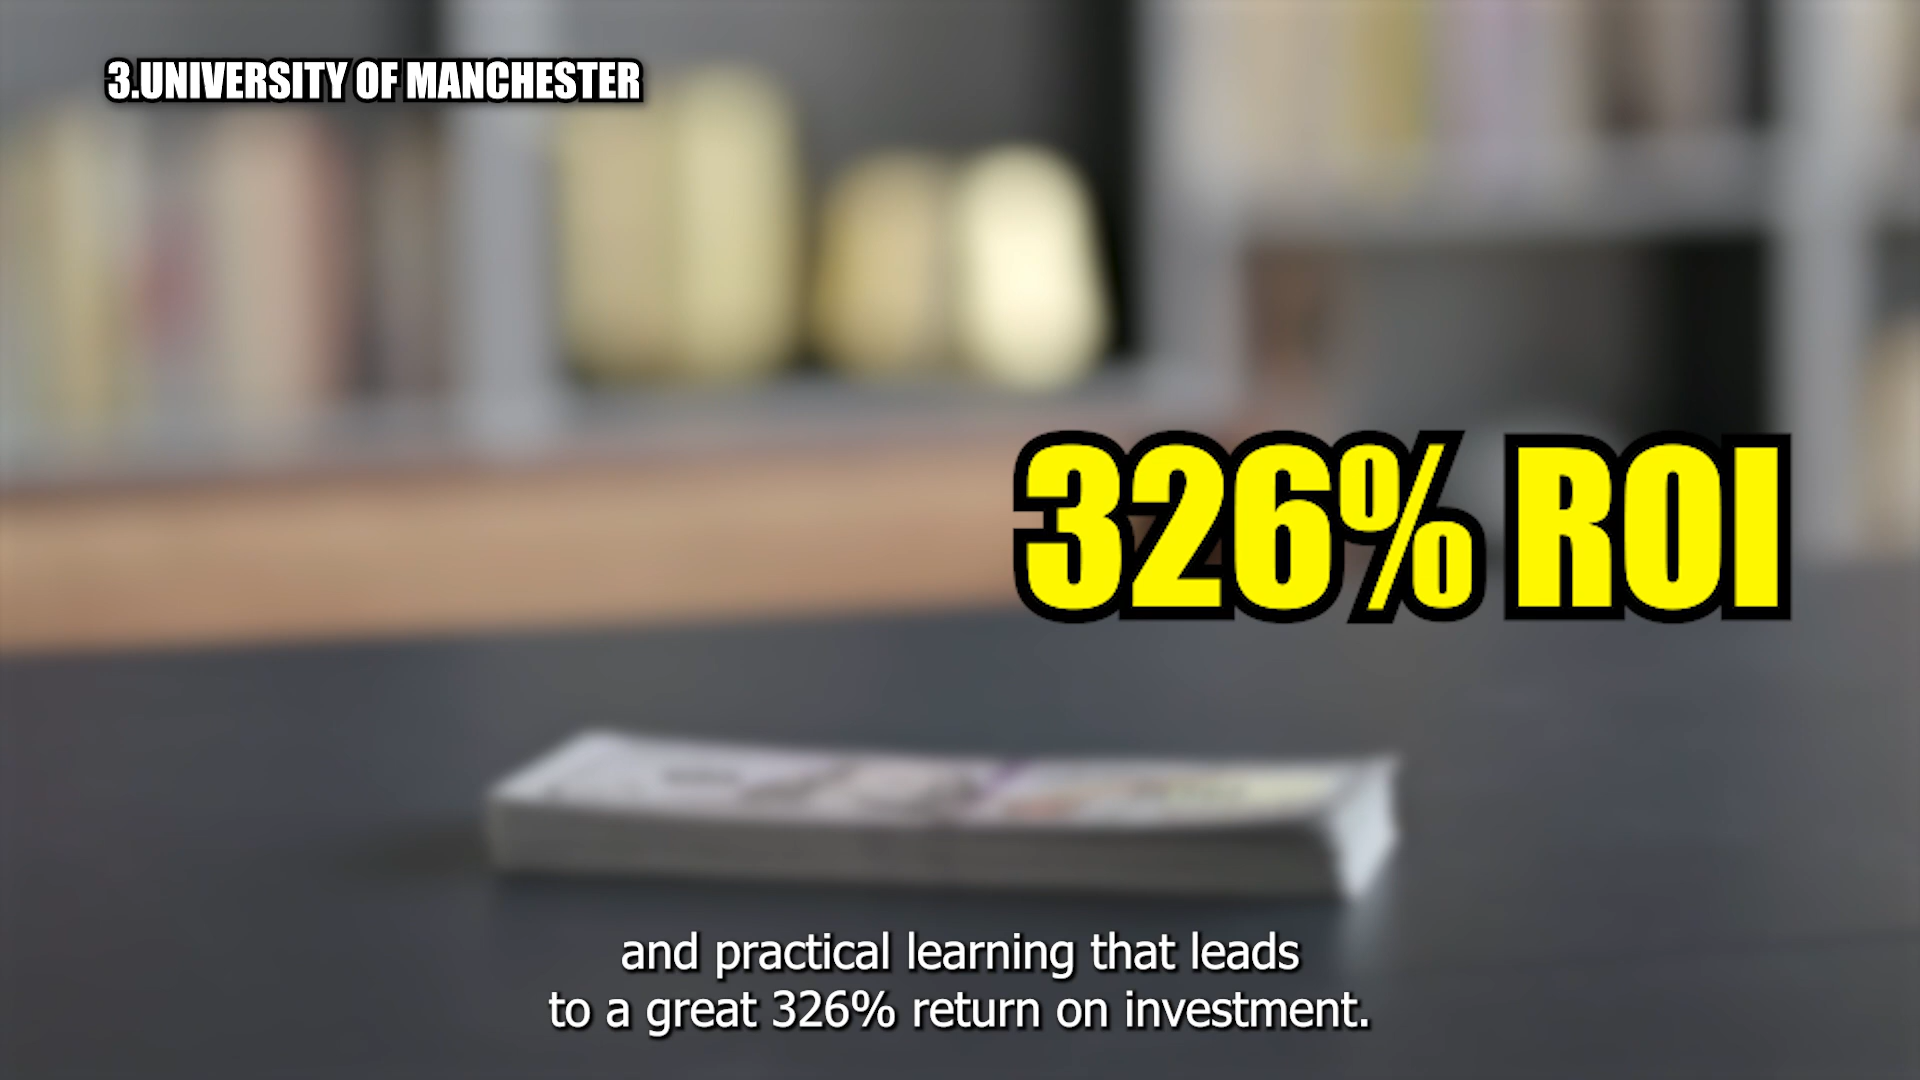 3.UNIVERSITY OF MANCHESTER
326% ROI
and practical learning that leads
to a great 326% return on investment.